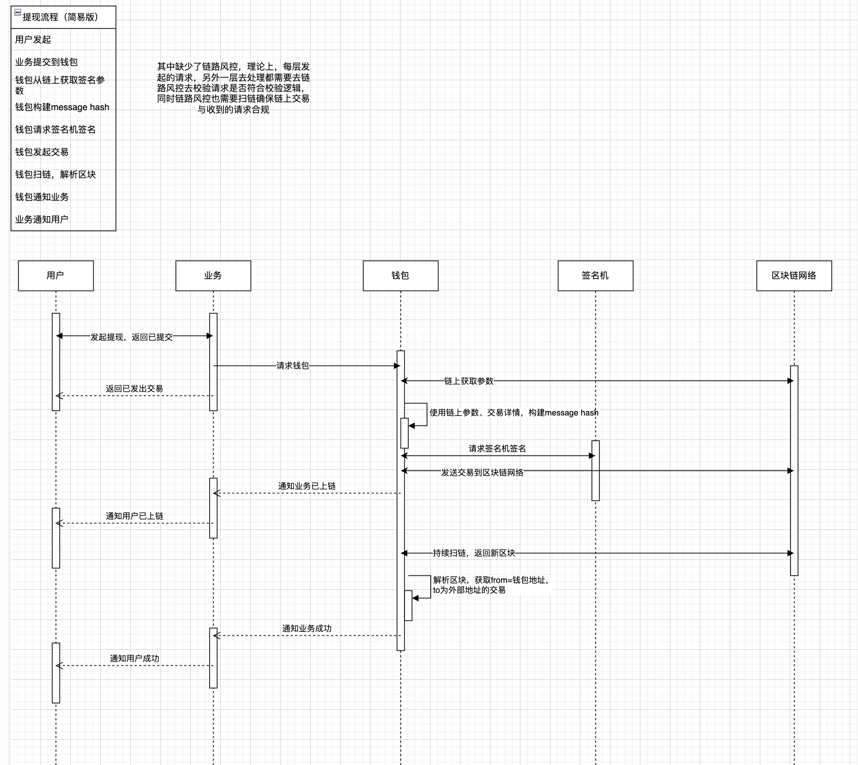 提现流程（简易版）
用户发起
业务提交到钱包
钱包从链上获取签名参
数
钱包构建message hash
钱包请求签名机签名
钱包发起交易
钱包扫链，解析区块
钱包通知业务
业务通知用户
其中缺少了链路风控，理论上，每层发
起的请求，另外一层去处理都需要去链
路风控去校验请求是否符合校验逻辑，
同时链路风控也需要扫链确保链上交易
与收到的请求合规
用户
业务
钱包
签名机
区块链网络
发起提现，返回已提交
请求钱包
链上获取参数
返回已发出交易
使用链上参数、交易详情，构建message hash
请求签名机签名
发送交易到区块链网络
通知业务已上链
通知用户已上链
持续扫链，返回新区块
解析区块，获取from=钱包地址，
to为外部地址的交易
通知业务成功
通知用户成功